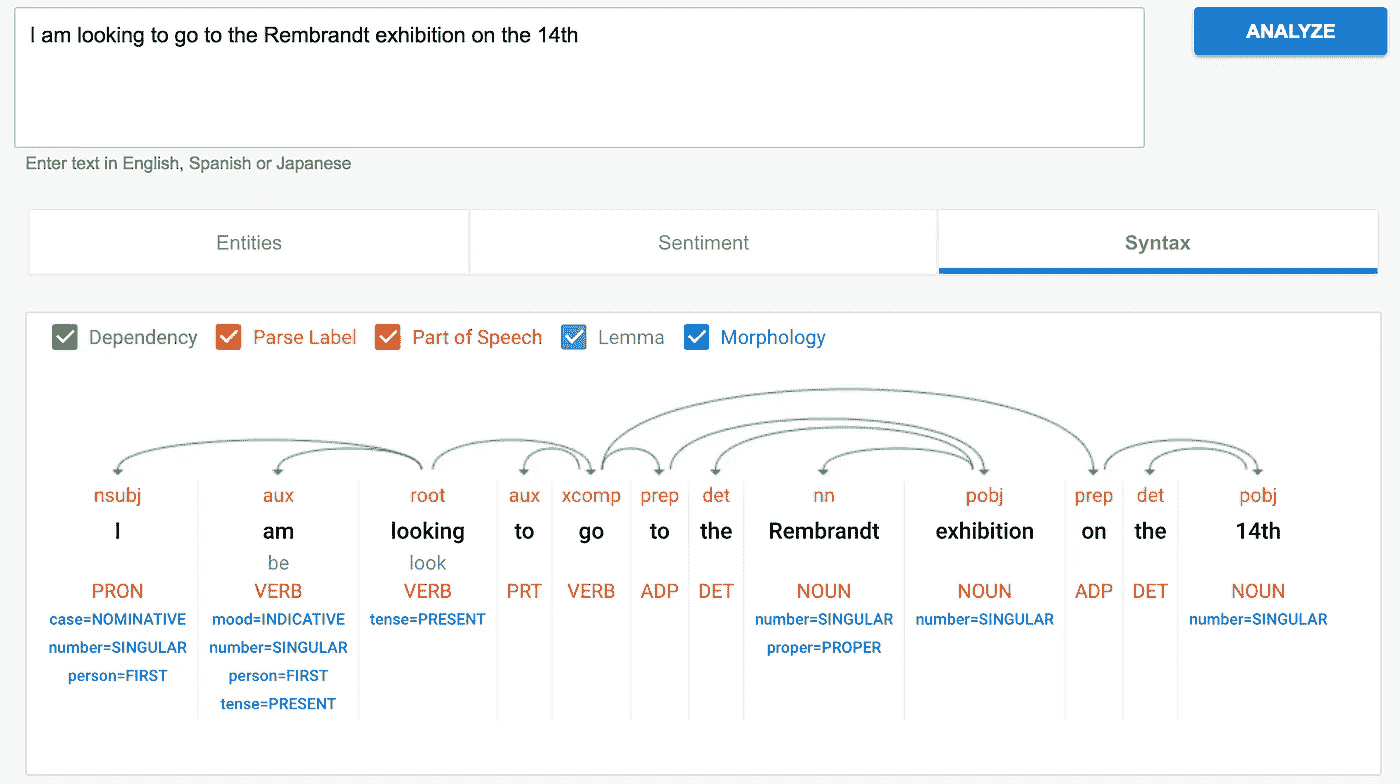 I am looking to go to the Rembrandt exhibition on the 14th
ANALYZE
Enter text in English, Spanish or Japanese
Entities Sentiment Syntax
Dependency Parse Label Part of Speech Lemma Morphology
nsubj aux root aux xcomp prep det nn pobj prep det pobj
I am looking to go to the Rembrandt exhibition on the 14th
be look
PRON VERB VERB PRT VERB ADP DET NOUN NOUN ADP DET NOUN
case=NOMINATIVE mood=INDICATIVE tense=PRESENT number=SINGULAR number=SINGULAR number=SINGULAR
number=SINGULAR number=SINGULAR proper=PROPER
person=FIRST person=FIRST
tense=PRESENT